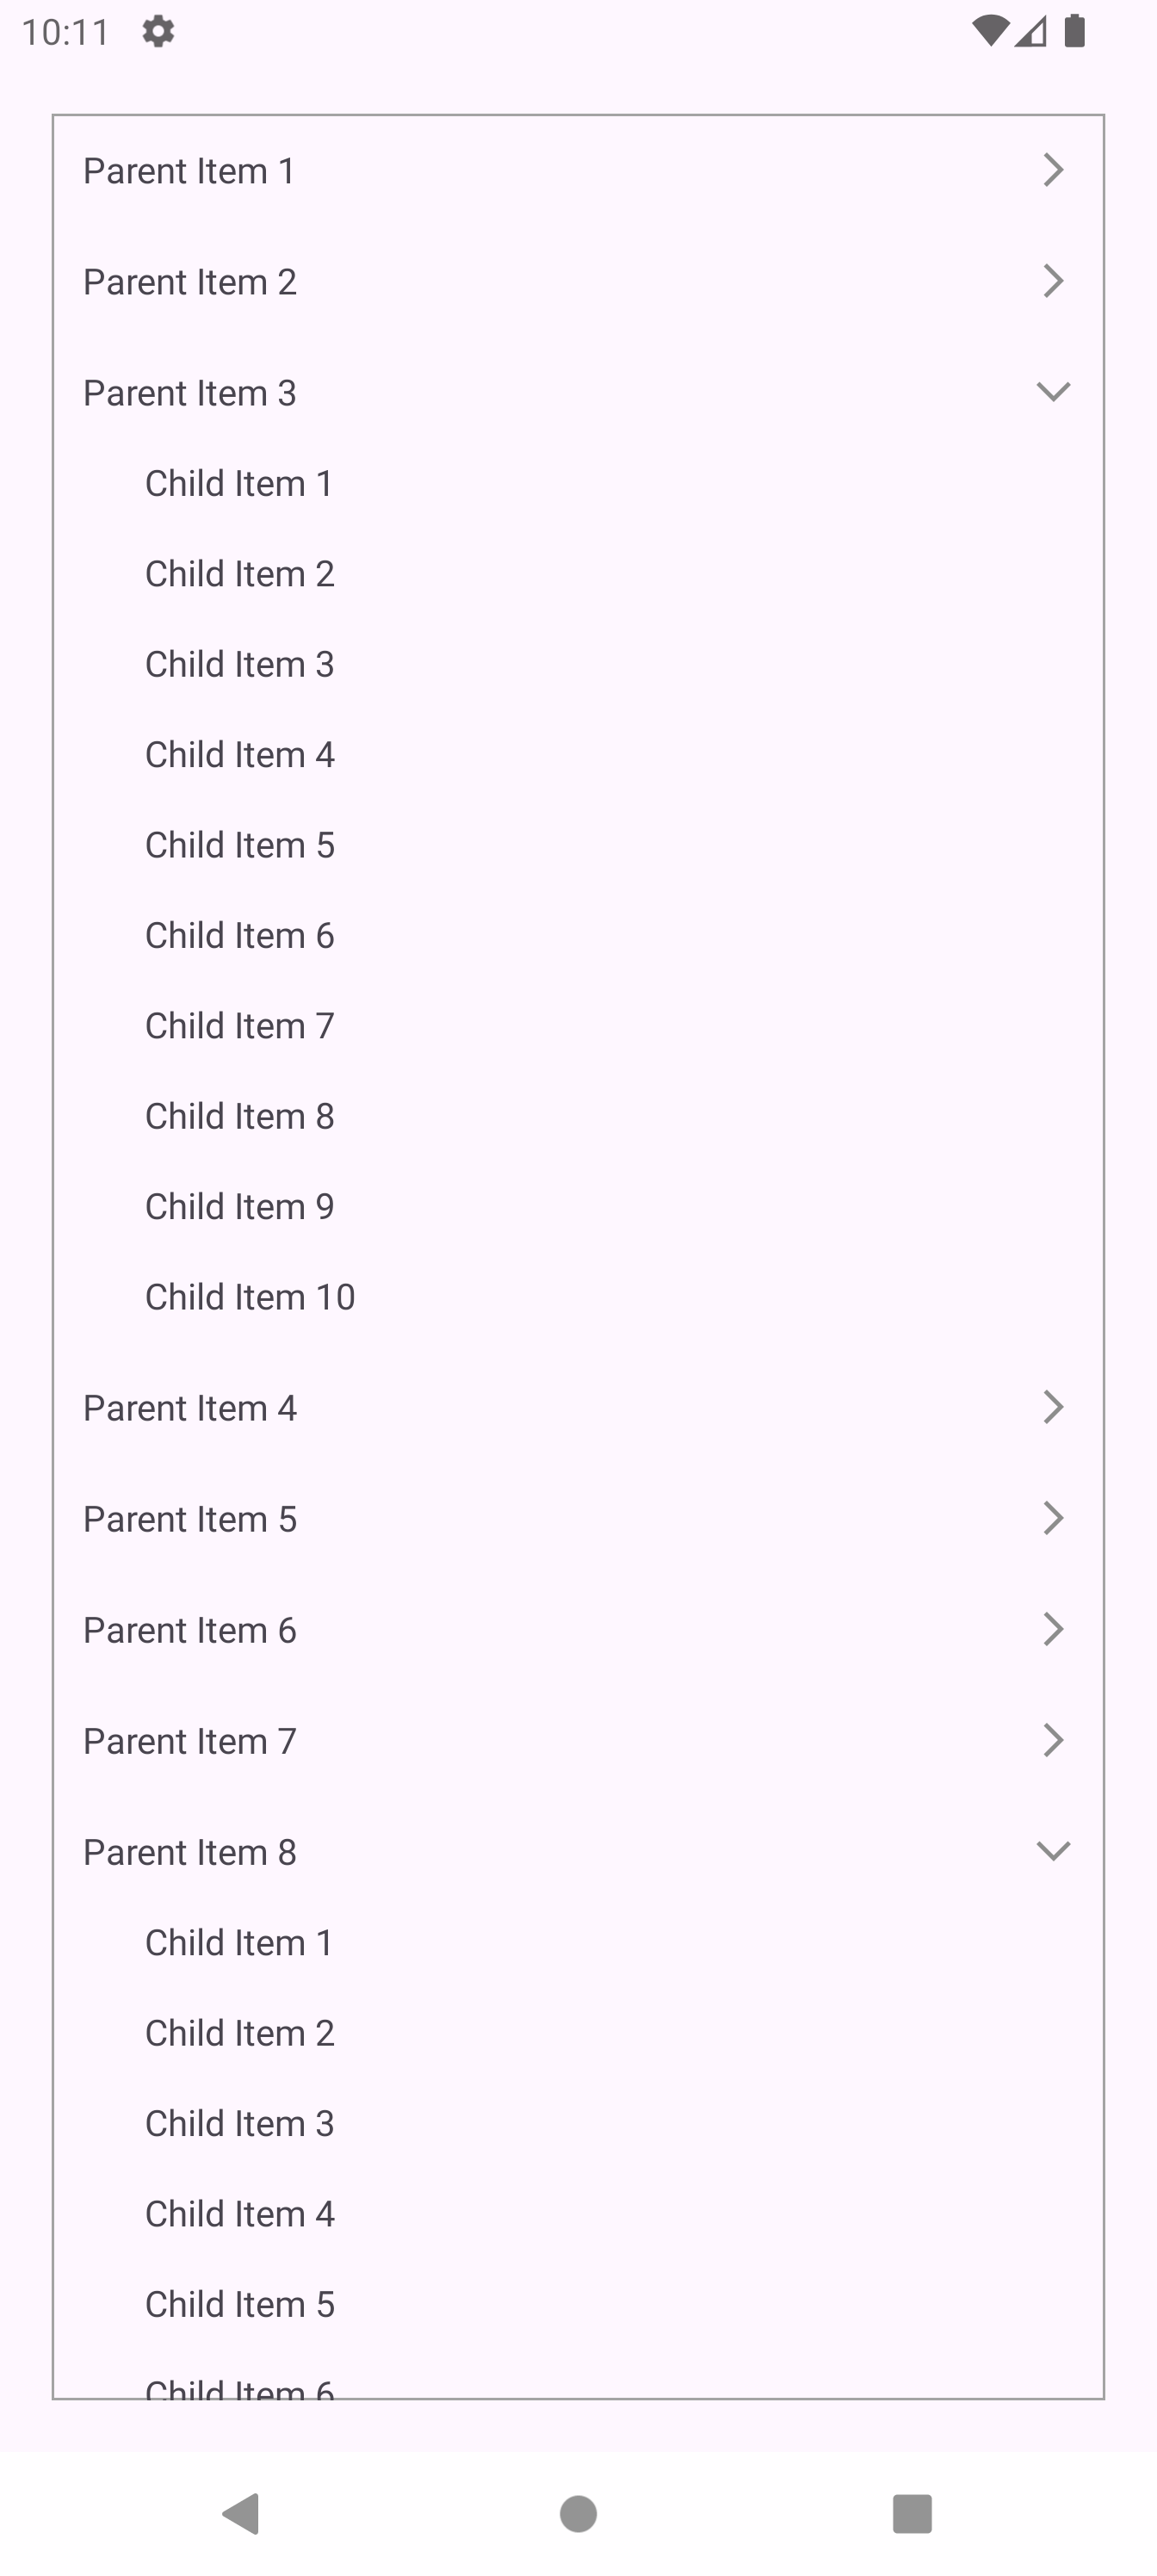 10:11
Parent Item 1
Parent Item 2
Parent Item 3
Child Item 1
Child Item 2
Child Item 3
Child Item 4
Child Item 5
Child Item 6
Child Item 7
Child Item 8
Child Item 9
Child Item 10
Parent Item 4
Parent Item 5
Parent Item 6
Parent Item 7
Parent Item 8
Child Item 1
Child Item 2
Child Item 3
Child Item 4
Child Item 5
Child Item 6